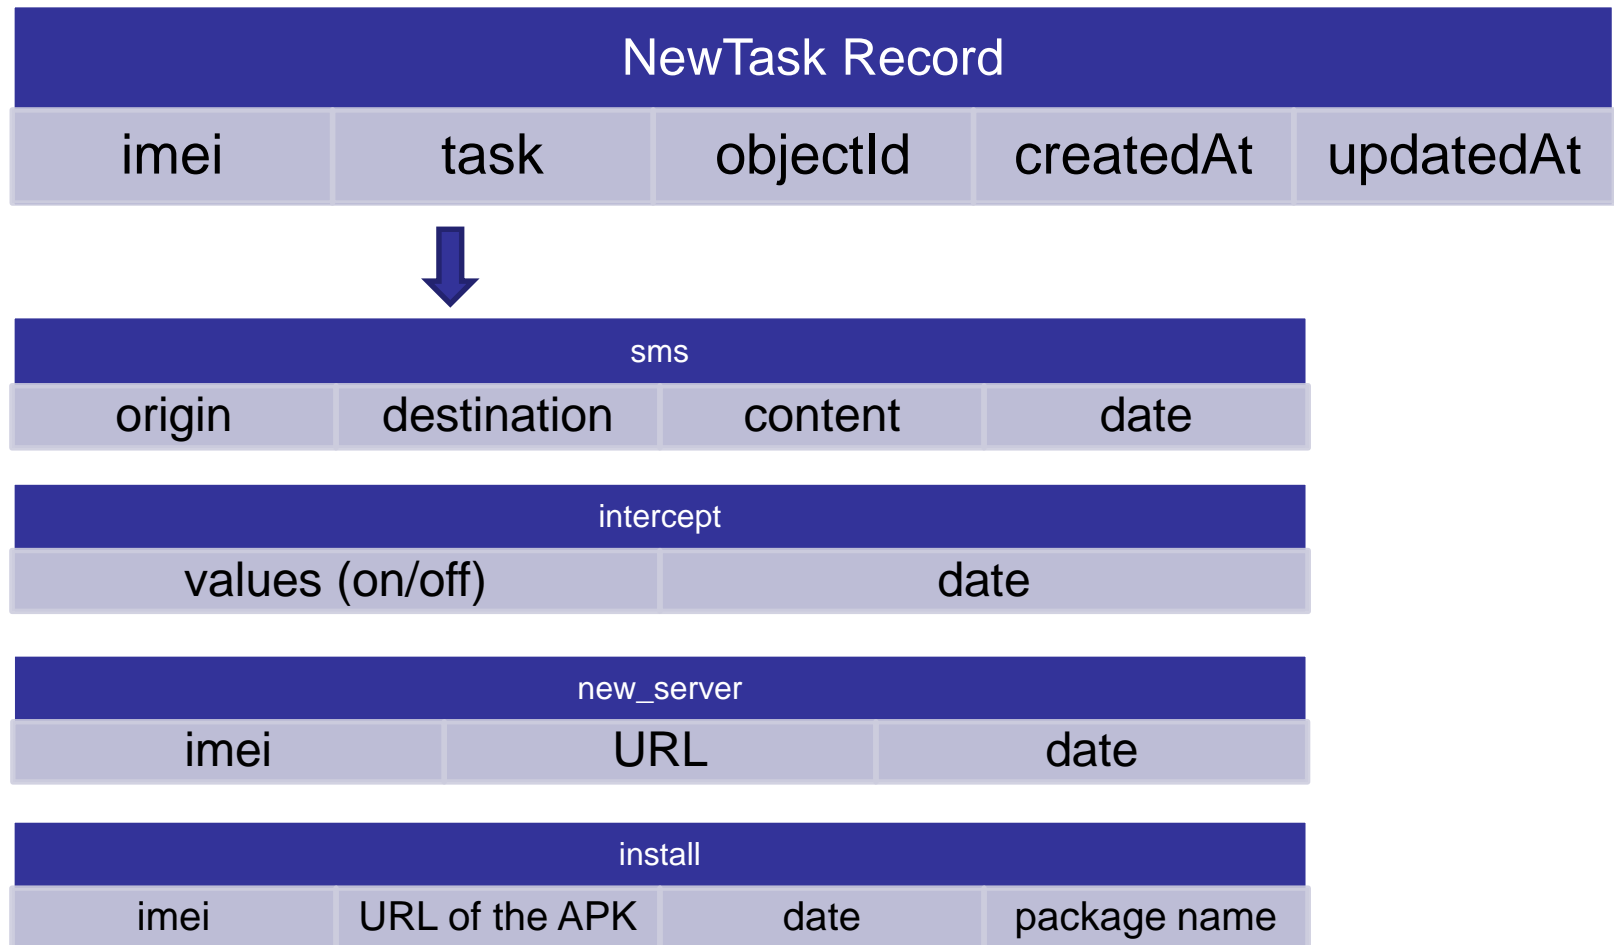 NewTask Record
imei task objectId createdAt updatedAt
sms
origin destination content date
intercept
values (on/off) date
new_server
imei URL date
install
imei URL of the APK date package name